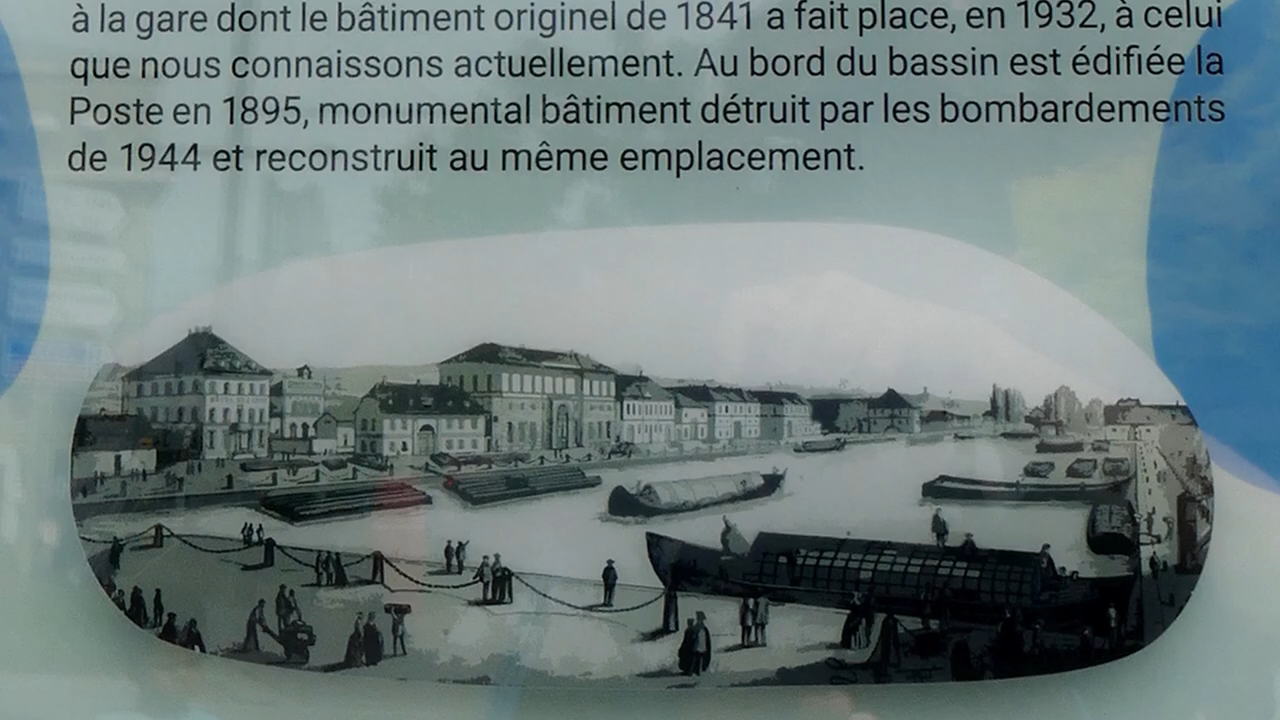 à la gare dont le bâtiment originel de 1841 a fait place, en 1932, à celui
que nous connaissons actuellement. Au bord du bassin est édifiée la
Poste en 1895, monumental bâtiment détruit par les bombardements
de 1944 et reconstruit au même emplacement.